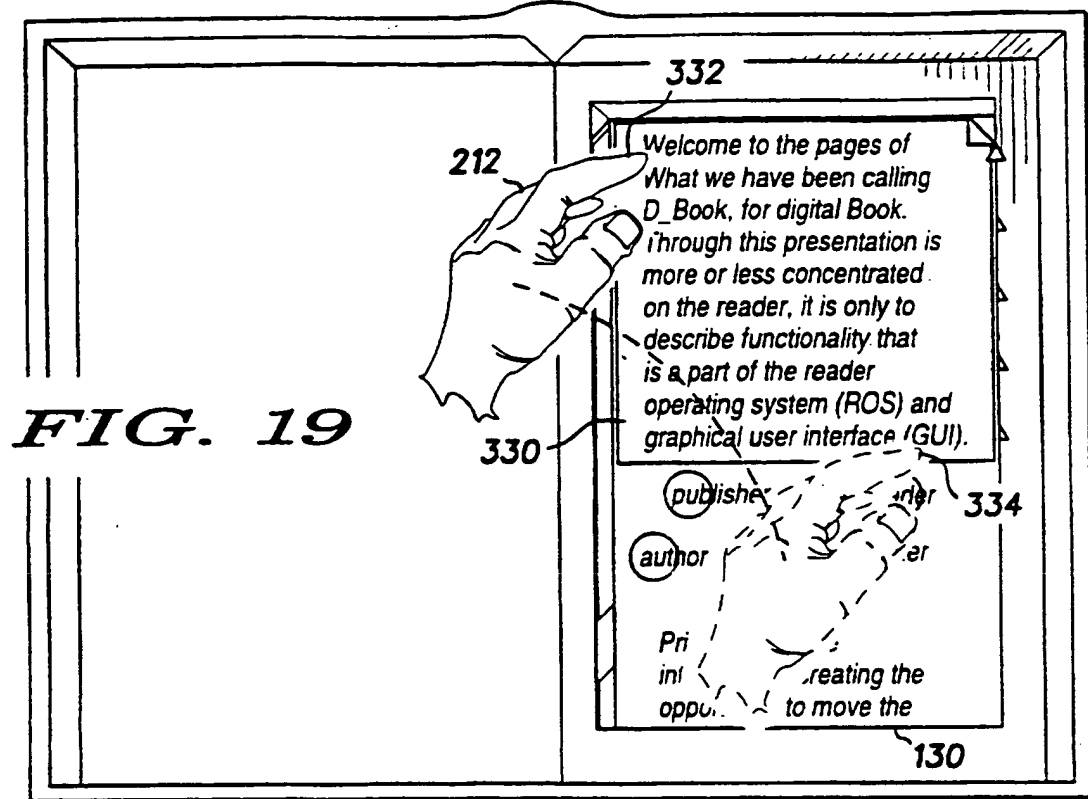 332
212
Welcome to the pages of
What we have been calling
D_Book, for digital Book.
Through this presentation is
more or less concentrated
on the reader, it is only to
describe functionality that
is a part of the reader
operating system (ROS) and
graphical user interface (GUI).
FIG. 19
330
334
publisher
author
creating the
to move the
130